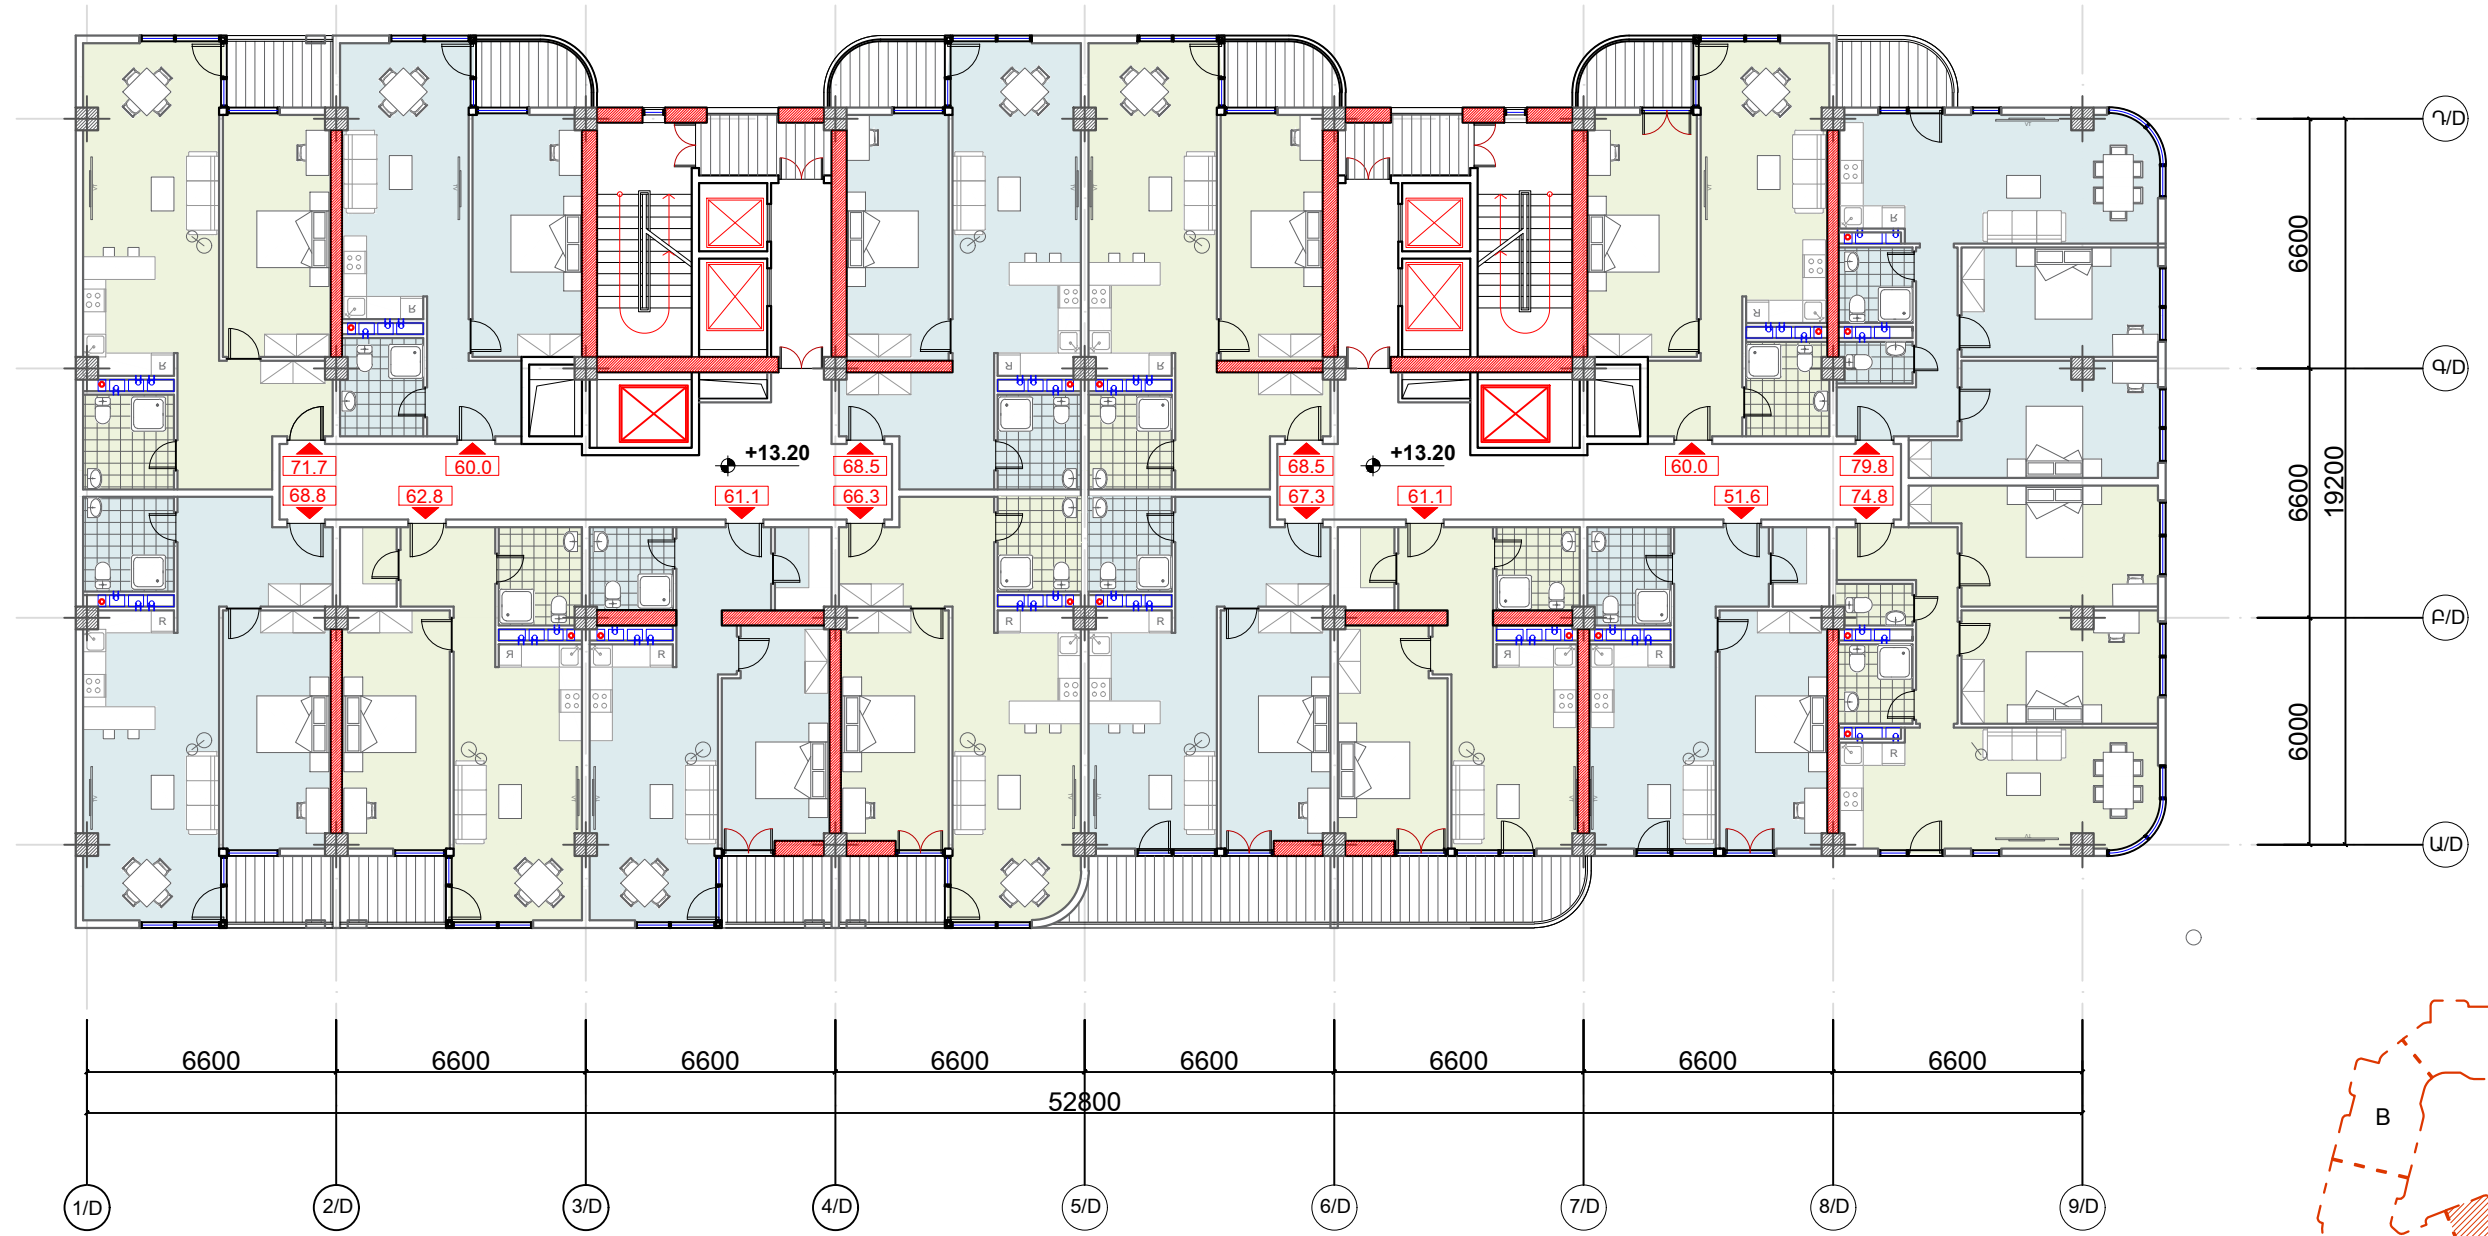 Դ/D
6600
Գ/D
19200
6600
Բ/D
6000
Ա/D
R
R
R
R
R
R
R
+13.20
+13.20
71.7
60.0
68.5
68.5
60.0
79.8
68.8
62.8
61.1
66.3
67.3
61.1
51.6
74.8
R
R
R
R
R
R
R
R
6600
6600
6600
6600
6600
6600
6600
6600
52800
B
1/D
2/D
3/D
4/D
5/D
6/D
7/D
8/D
9/D